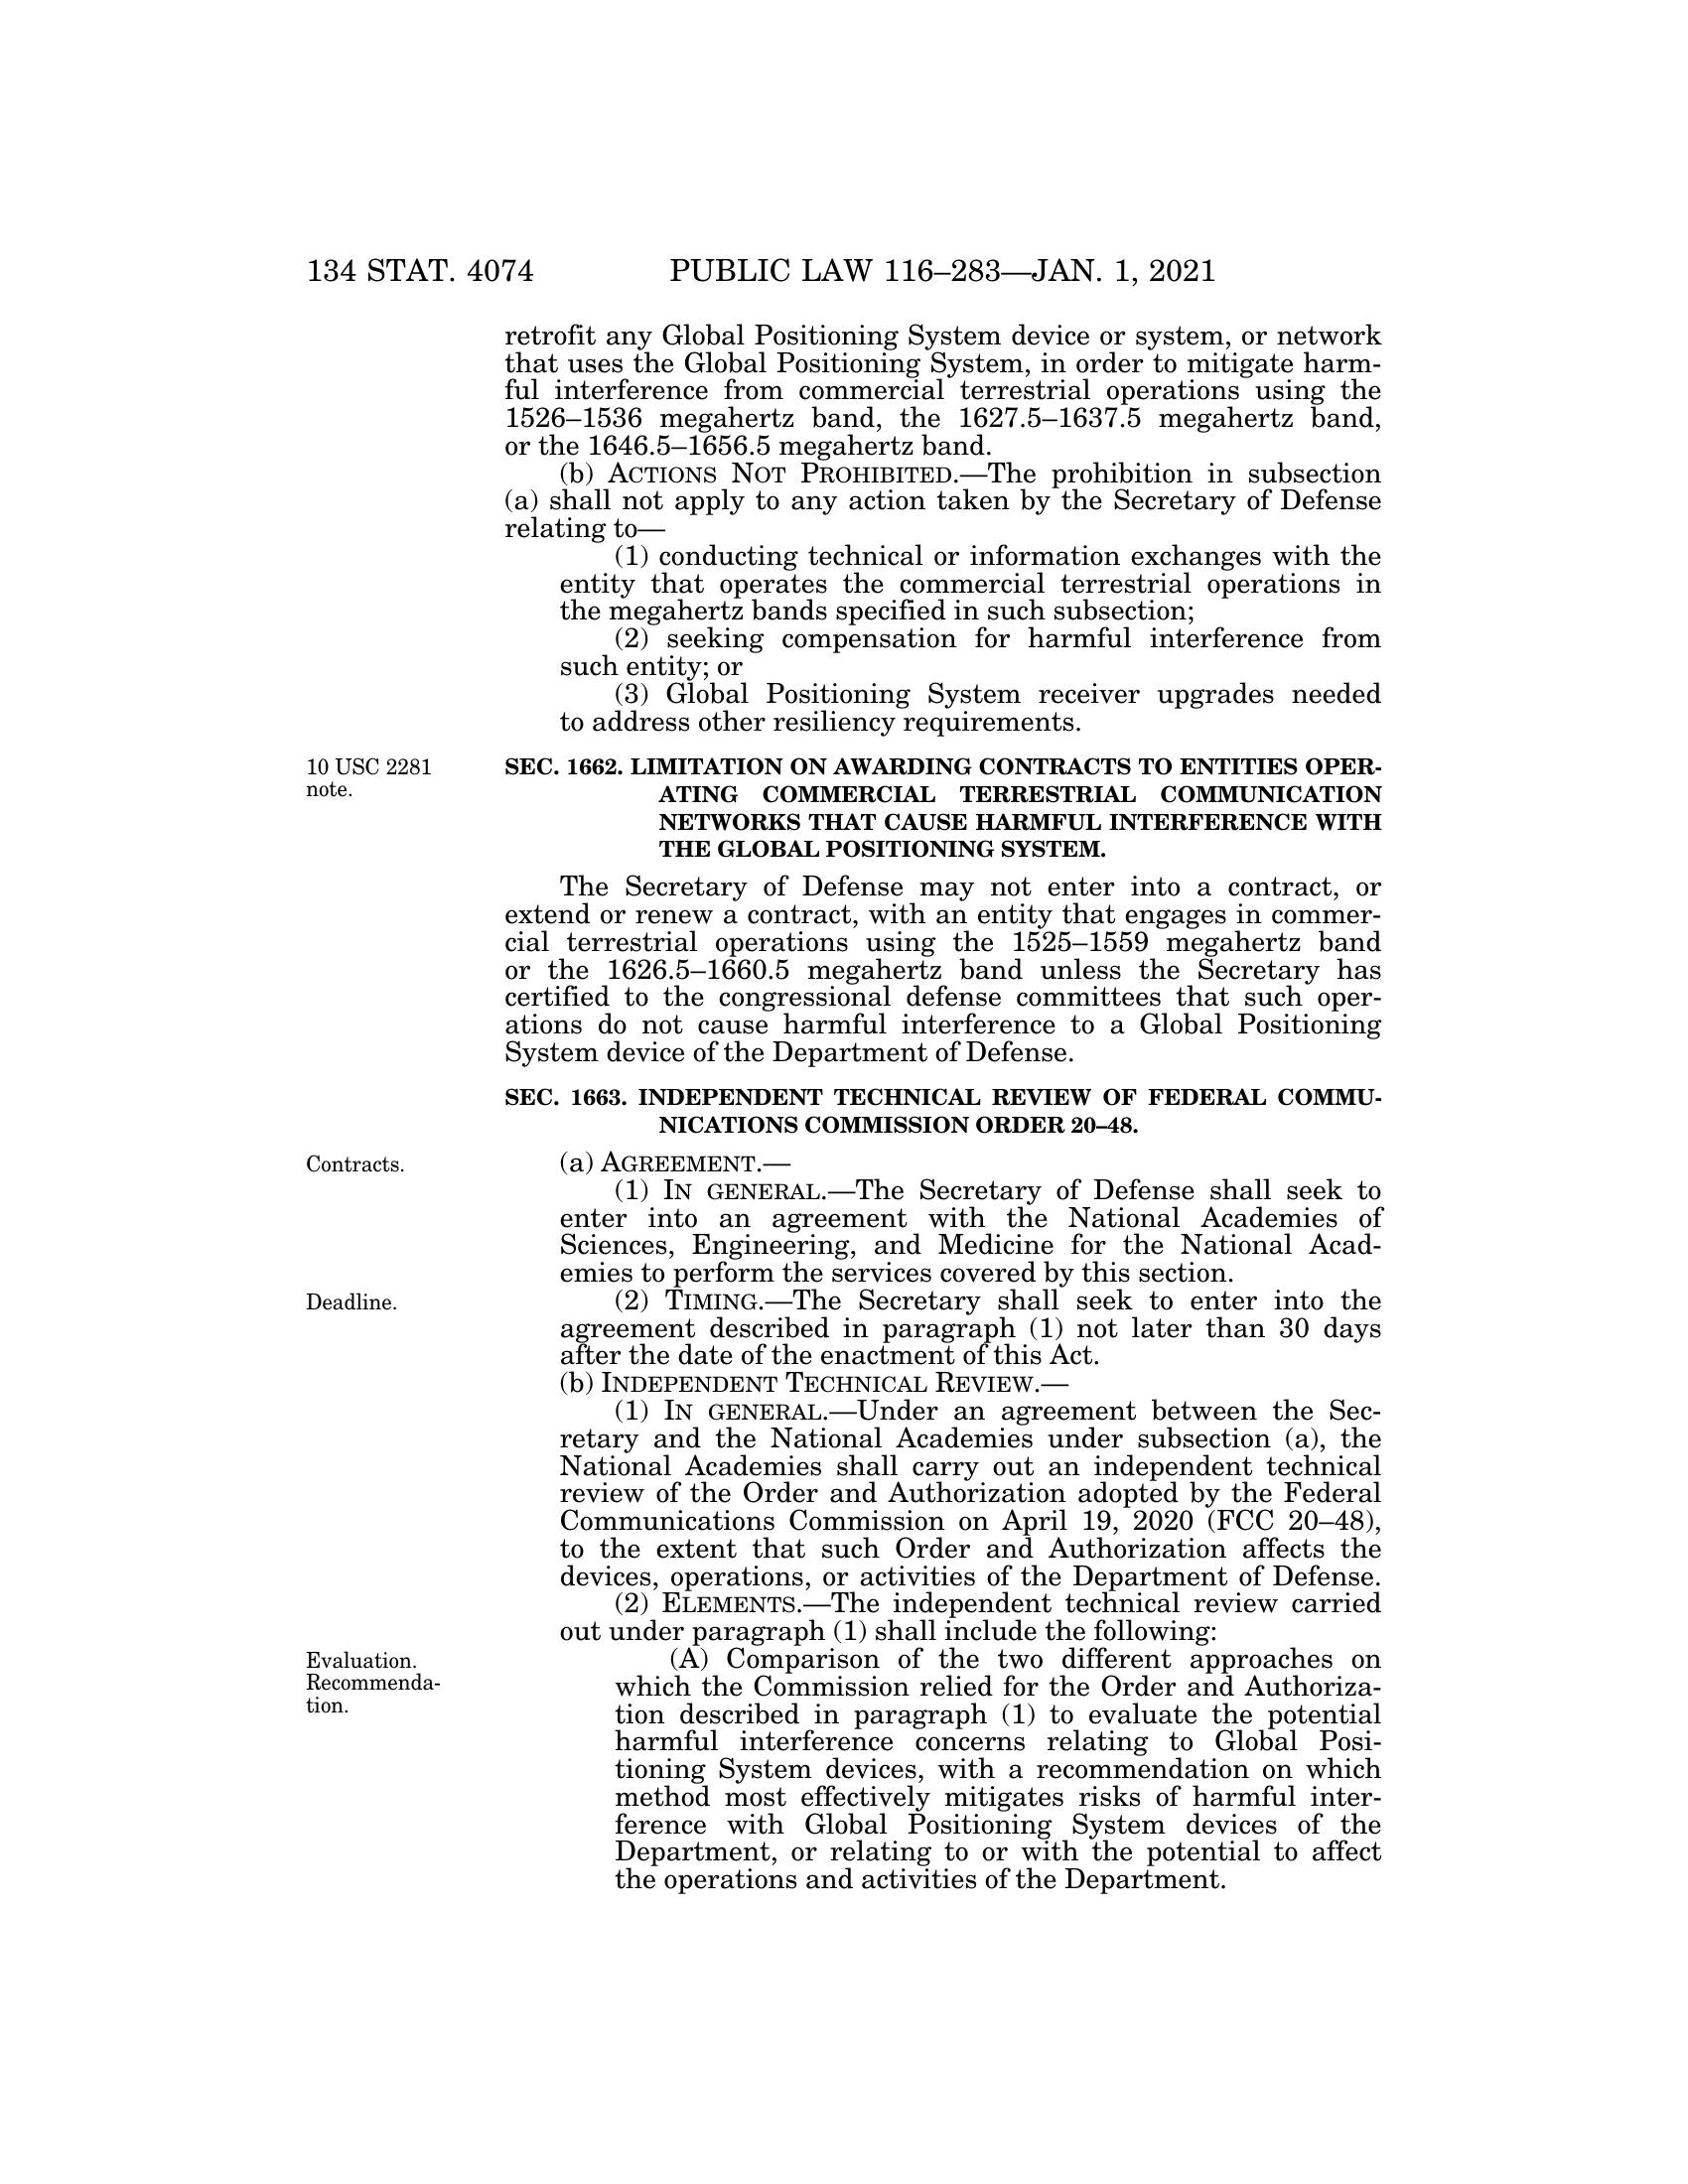 134 STAT. 4074
PUBLIC LAW 116–283—JAN. 1, 2021
retrofit any Global Positioning System device or system, or network
that uses the Global Positioning System, in order to mitigate harm-
ful interference from commercial terrestrial operations using the
1526–1536 megahertz band, the 1627.5–1637.5 megahertz band,
or the 1646.5–1656.5 megahertz band.
(b) ACTIONS NOT PROHIBITED.—The prohibition in subsection
(a) shall not apply to any action taken by the Secretary of Defense
relating to—
(1) conducting technical or information exchanges with the
entity that operates the commercial terrestrial operations in
the megahertz bands specified in such subsection;
(2) seeking compensation for harmful interference from
such entity; or
(3) Global Positioning System receiver upgrades needed
to address other resiliency requirements.
10 USC 2281
note.
SEC. 1662. LIMITATION ON AWARDING CONTRACTS TO ENTITIES OPER-
ATING COMMERCIAL TERRESTRIAL COMMUNICATION
NETWORKS THAT CAUSE HARMFUL INTERFERENCE WITH
THE GLOBAL POSITIONING SYSTEM.
The Secretary of Defense may not enter into a contract, or
extend or renew a contract, with an entity that engages in commer-
cial terrestrial operations using the 1525–1559 megahertz band
or the 1626.5–1660.5 megahertz band unless the Secretary has
certified to the congressional defense committees that such oper-
ations do not cause harmful interference to a Global Positioning
System device of the Department of Defense.
SEC. 1663. INDEPENDENT TECHNICAL REVIEW OF FEDERAL COMMU-
NICATIONS COMMISSION ORDER 20–48.
Contracts.
(a) AGREEMENT.—
(1) IN GENERAL.—The Secretary of Defense shall seek to
enter into an agreement with the National Academies of
Sciences, Engineering, and Medicine for the National Acad-
emies to perform the services covered by this section.
Deadline.
(2) TIMING.—The Secretary shall seek to enter into the
agreement described in paragraph (1) not later than 30 days
after the date of the enactment of this Act.
(b) INDEPENDENT TECHNICAL REVIEW.—
(1) IN GENERAL.—Under an agreement between the Sec-
retary and the National Academies under subsection (a), the
National Academies shall carry out an independent technical
review of the Order and Authorization adopted by the Federal
Communications Commission on April 19, 2020 (FCC 20–48),
to the extent that such Order and Authorization affects the
devices, operations, or activities of the Department of Defense.
(2) ELEMENTS.—The independent technical review carried
out under paragraph (1) shall include the following:
Evaluation.
Recommenda-
tion.
(A) Comparison of the two different approaches on
which the Commission relied for the Order and Authoriza-
tion described in paragraph (1) to evaluate the potential
harmful interference concerns relating to Global Posi-
tioning System devices, with a recommendation on which
method most effectively mitigates risks of harmful inter-
ference with Global Positioning System devices of the
Department, or relating to or with the potential to affect
the operations and activities of the Department.